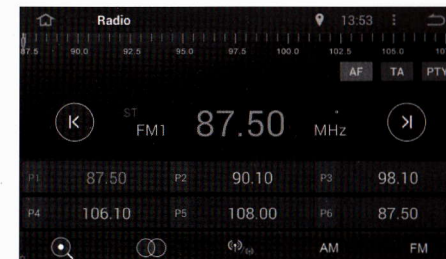 Radio 13:53
87.5 90.0 92.5 95.0 97.5 100.0 102.5 105.0 10
AF TA PTY
ST
FM1 87.50 MHz
P1 87.50 P2 90.10 P3 98.10
P4 106.10 P5 108.00 P6 87.50
AM FM